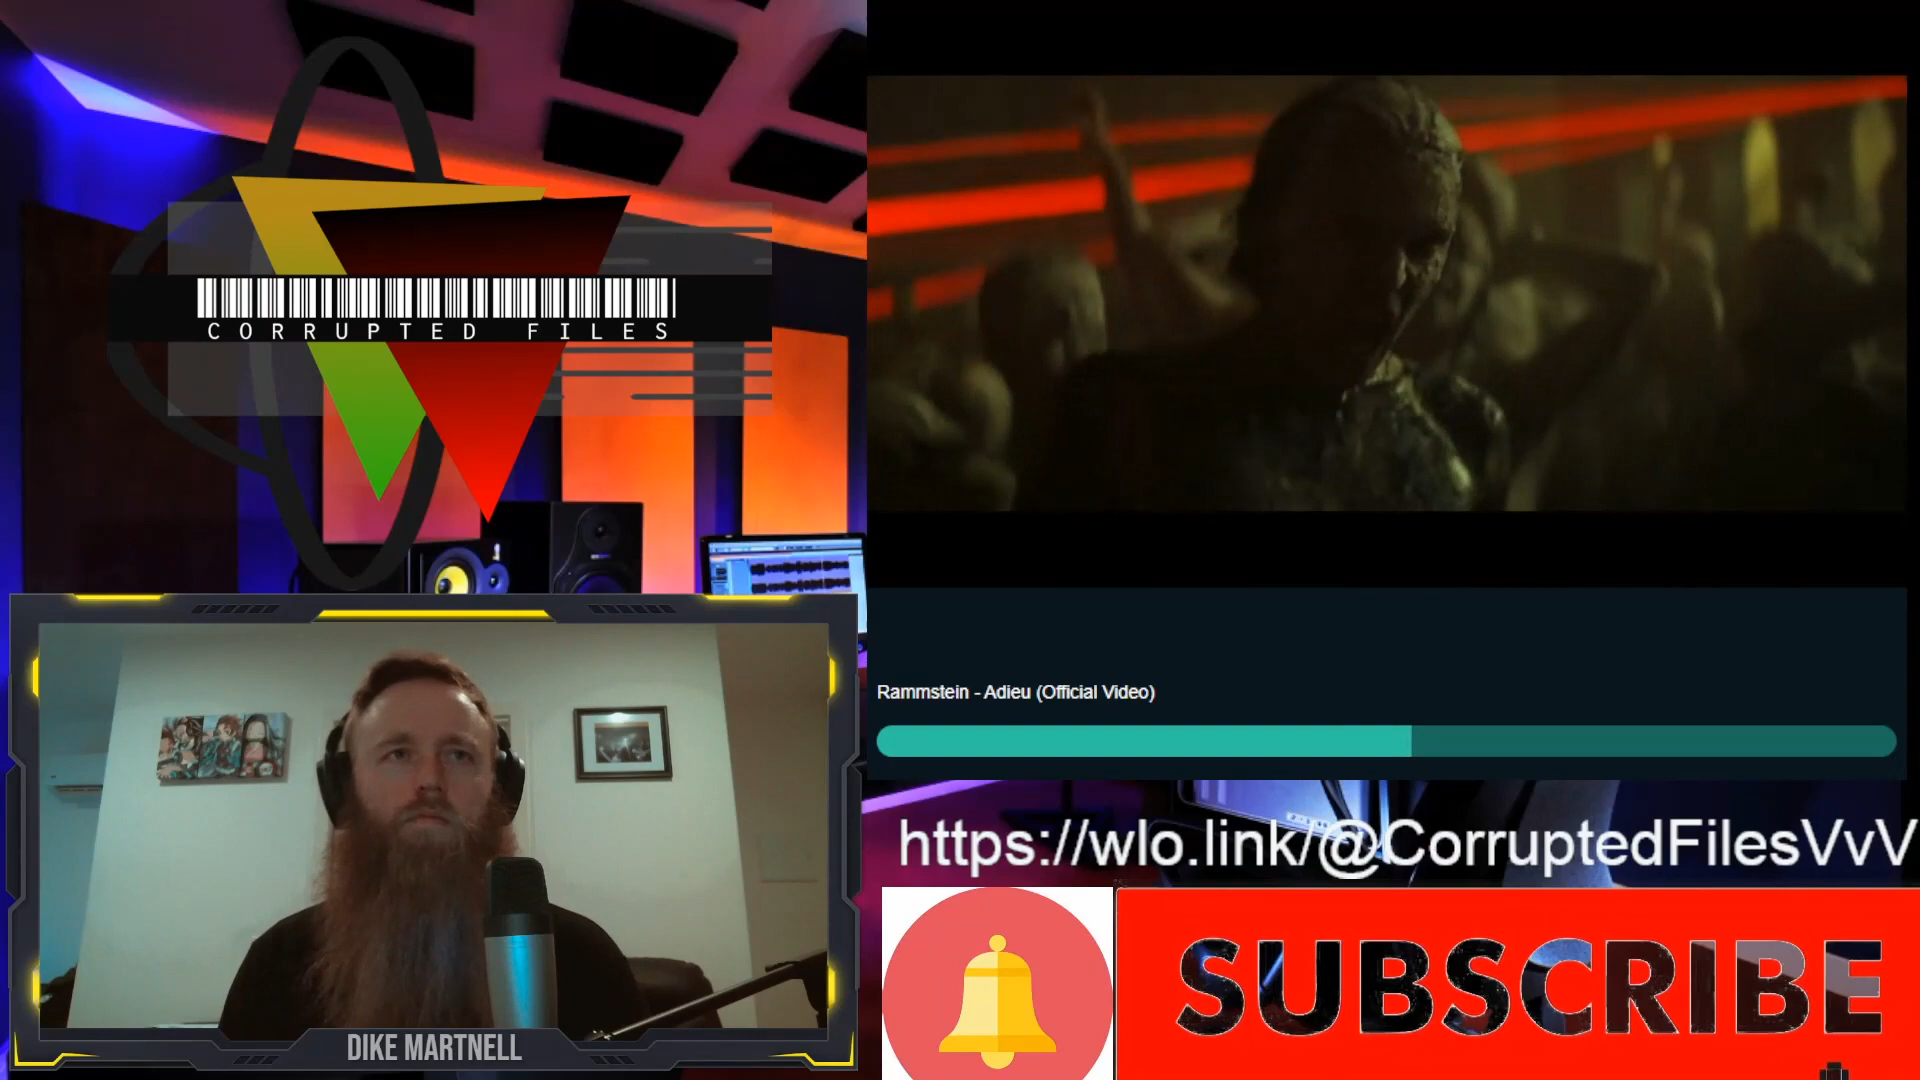 CORRUPTED FILES
Rammstein - Adieu (Official Video)
https://wlo.link/@CorruptedFilesVvV
SUBSCRIBE
DIKE MARTNELL